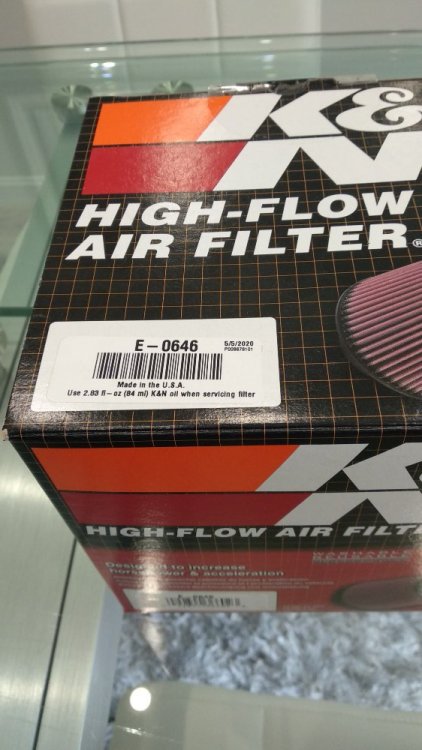 K&
N
HIGH-FLOW
AIR FILTER®
E-0646
5/5/2020
P009878101
Made in the U.S.A.
Use 2.83 fl-oz (84 ml) K&N oil when servicing filter
K&
N
HIGH-FLOW AIR FILT
Designed to increase
horsepower & acceleration